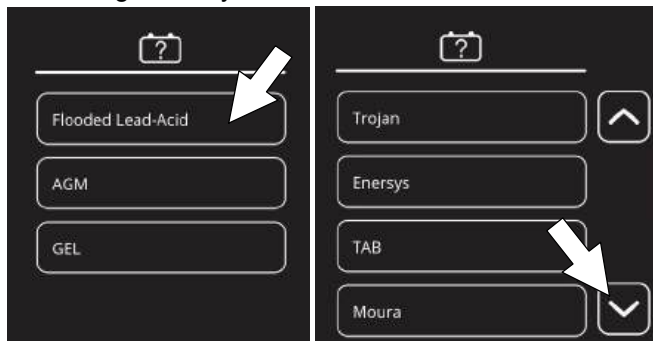 ?
Flooded Lead-Acid
AGM
GEL
?
Trojan
Enersys
TAB
Moura